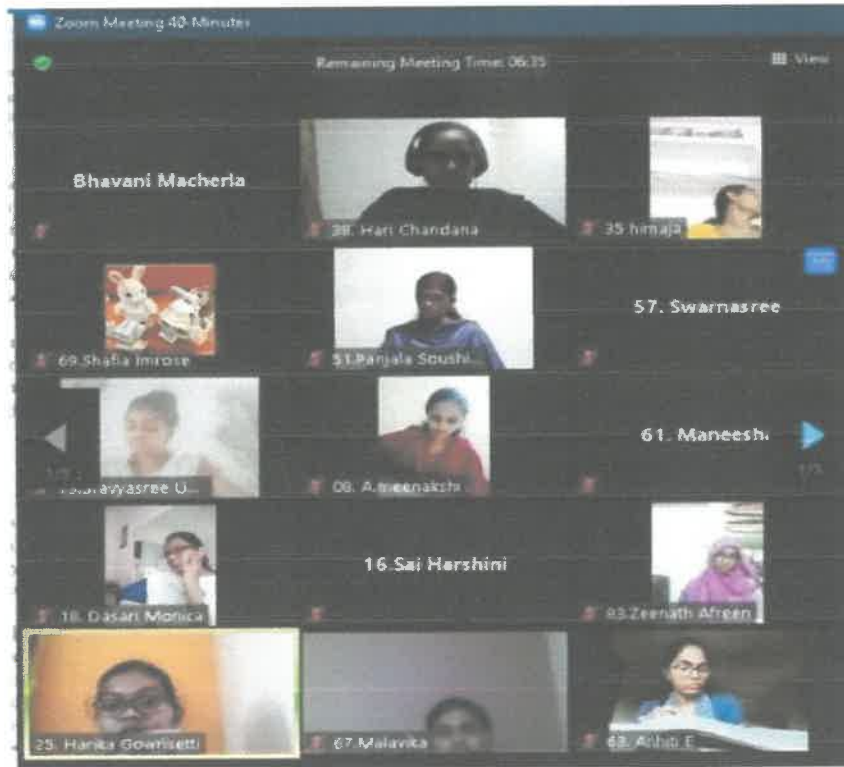 Zoom Meeting 40-Minutes
Remaining Meeting Time: 06:35
View
Bhavani Macherla
38. Hari Chandana
35 himaja
69.Shafia Imrose
51.Panjala Soushi...
57. Swarnasree
08. A.meenakshi
61. Maneesh
18. Dasari Monica
16.Sai Harshini
83.Zeenath Afreen
25. Harika Gowrisetti
67.Malavika